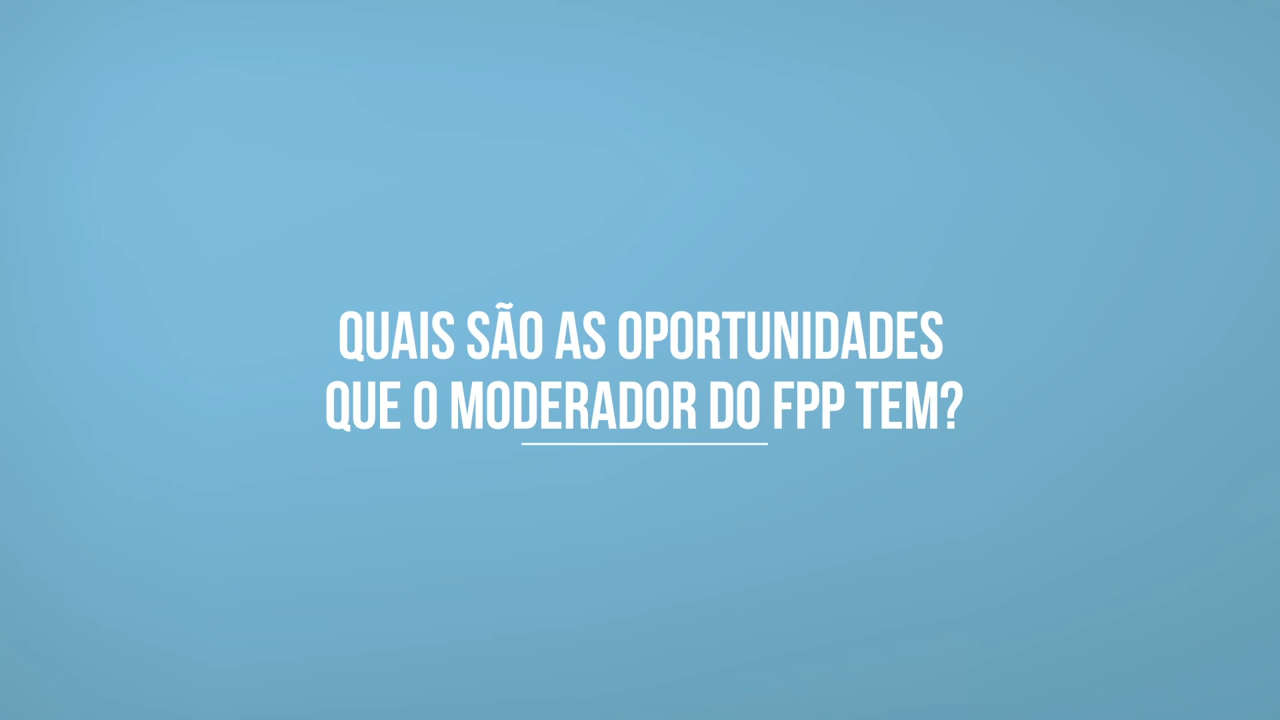 QUAIS SÃO AS OPORTUNIDADES
QUE O MODERADOR DO FPP TEM?